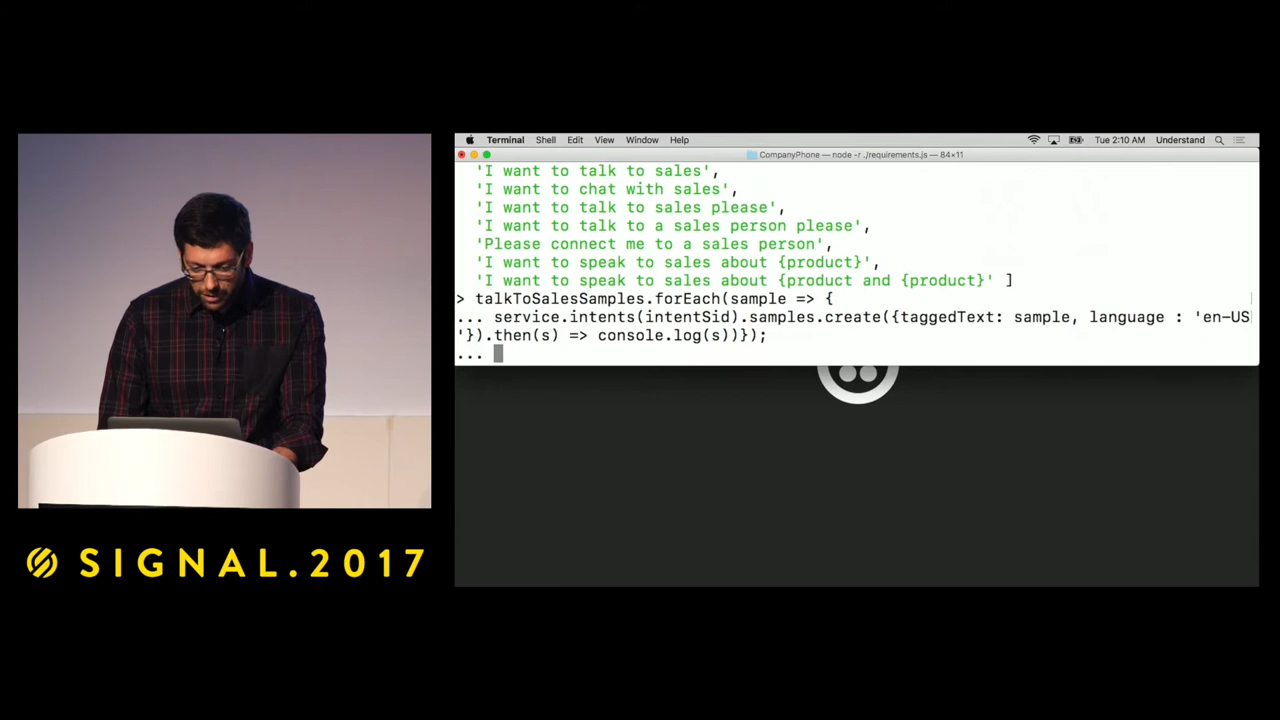 Terminal Shell Edit View Window Help Tue 2:10 AM Understand
CompanyPhone — node -r ./requirements.js — 84×11
'I want to talk to sales',
'I want to chat with sales',
'I want to talk to sales please',
'I want to talk to a sales person please',
'Please connect me to a sales person',
'I want to speak to sales about {product}',
'I want to speak to sales about {product and {product}' ]
> talkToSalesSamples.forEach(sample => {
... service.intents(intentSid).samples.create({taggedText: sample, language : 'en-US
'}).then(s) => console.log(s))});
...
SIGNAL.2017